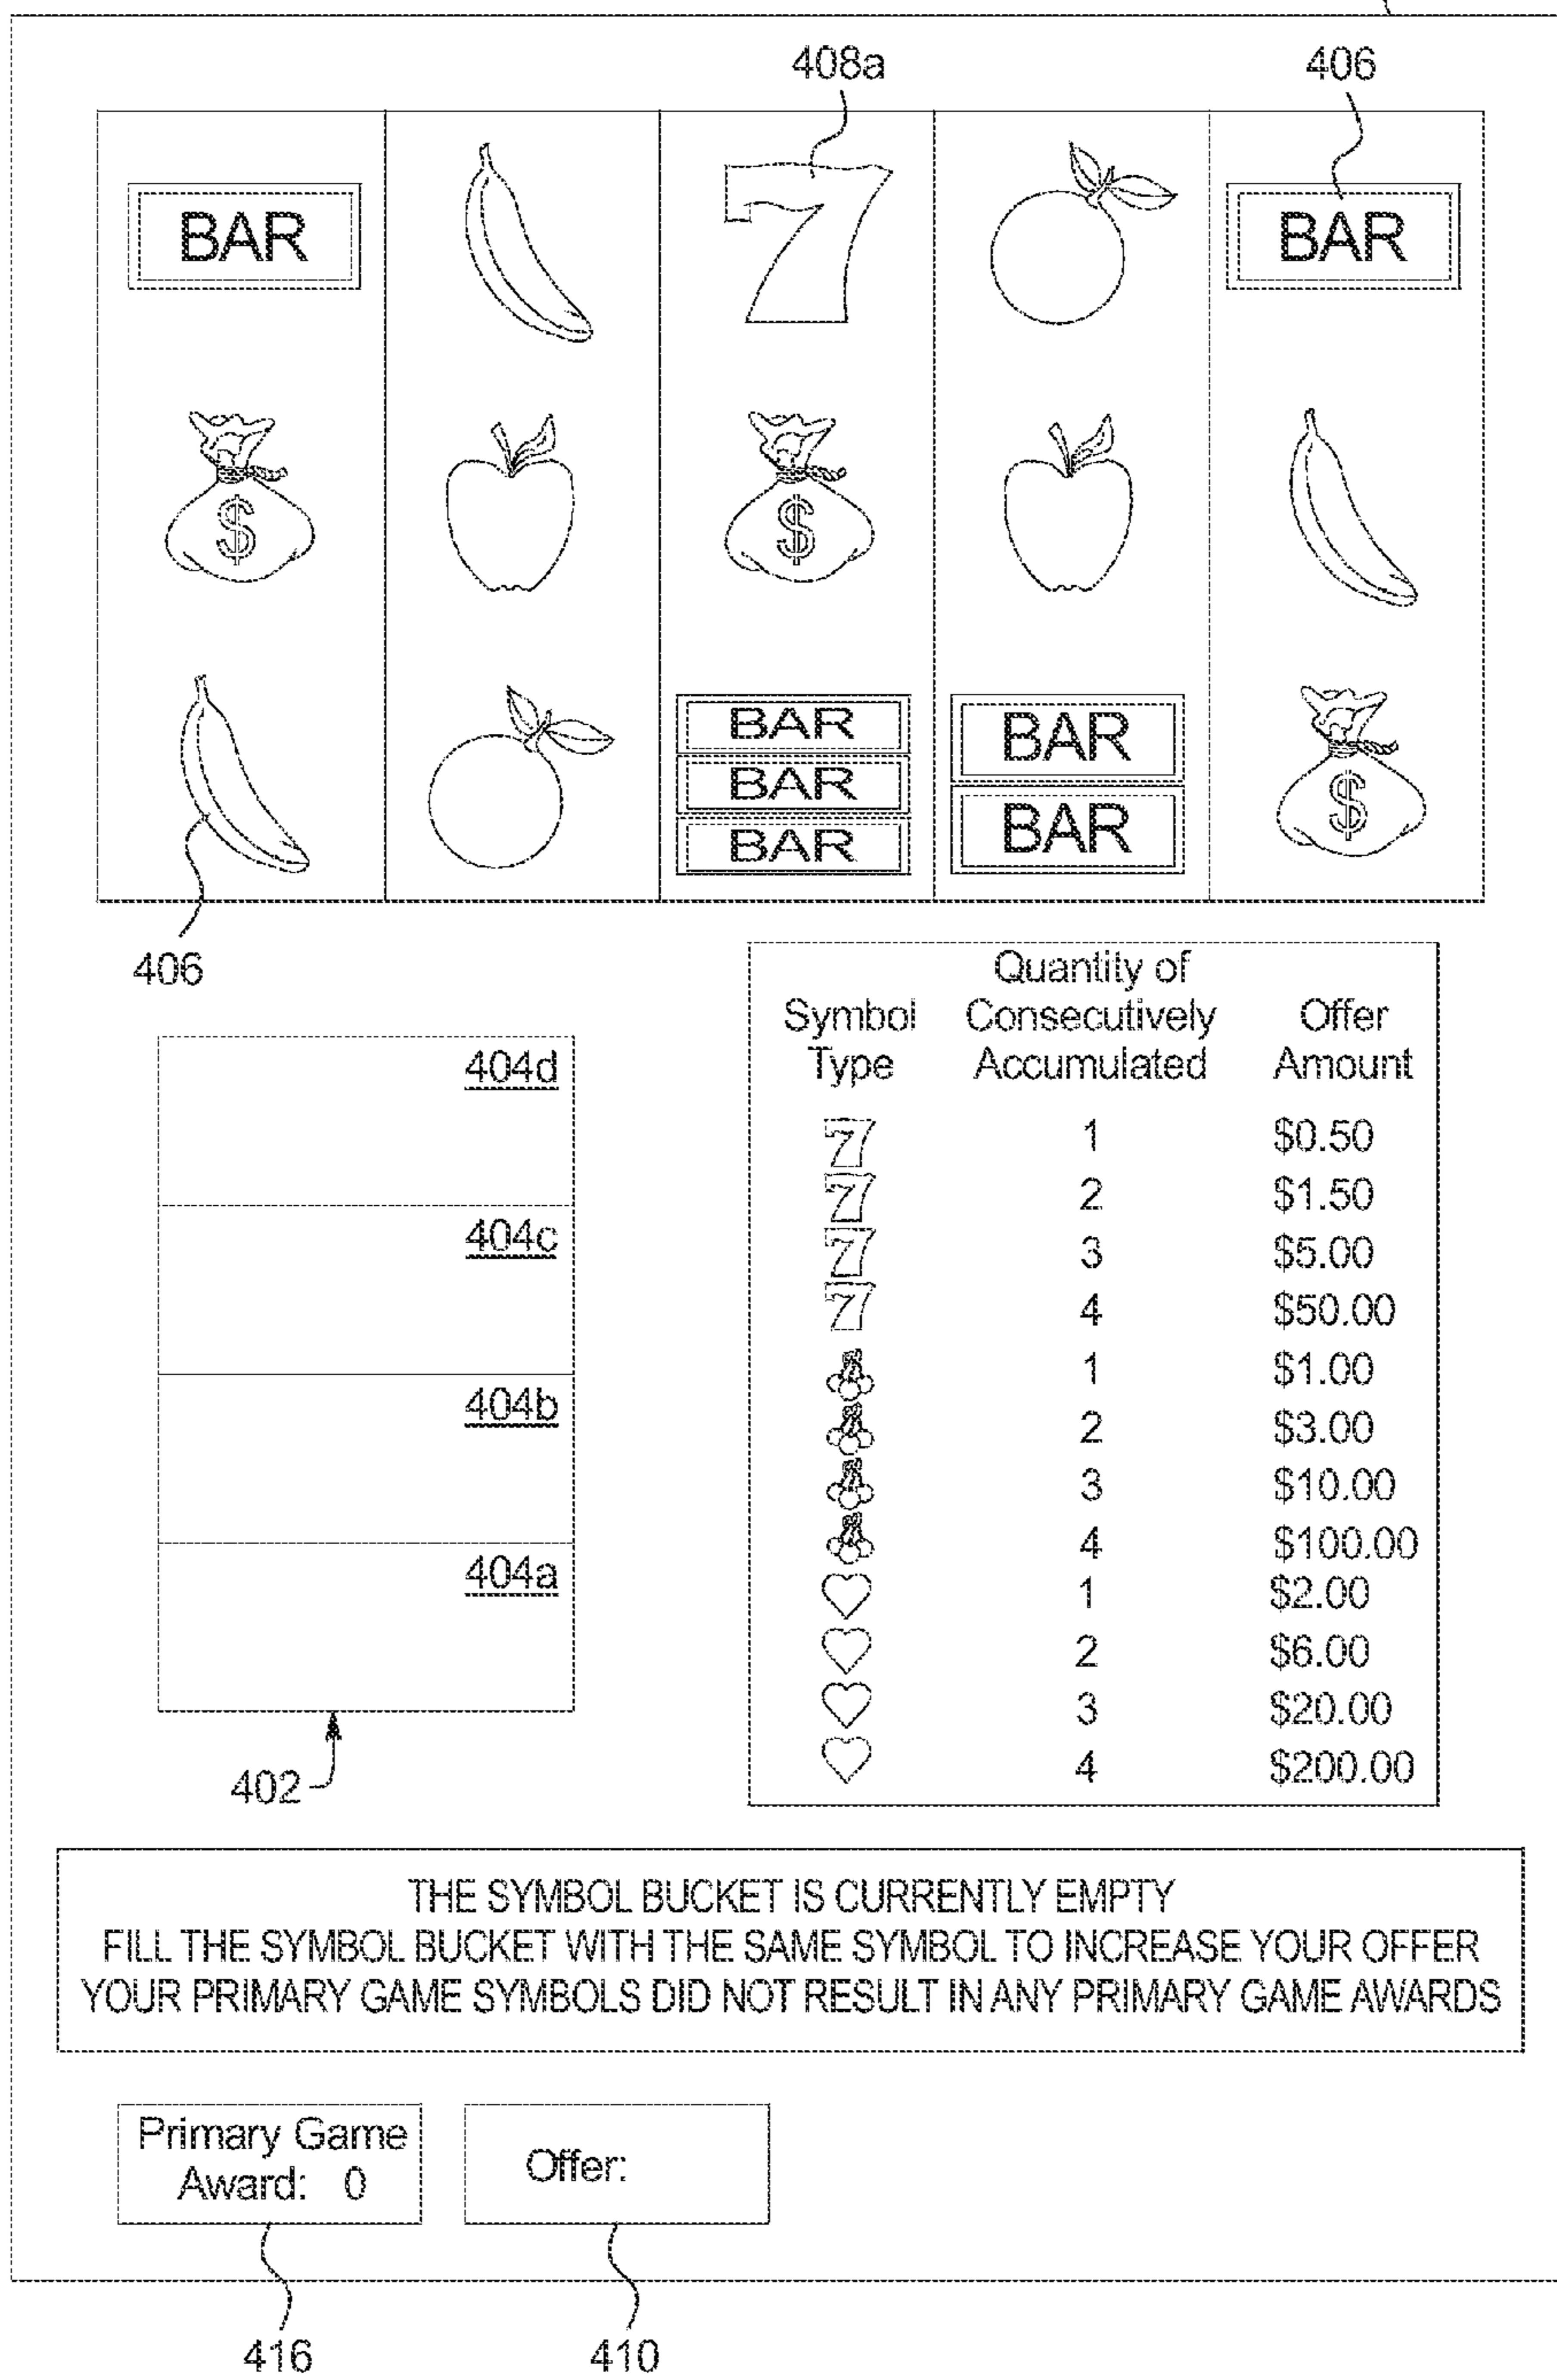 408a 406
BAR 7 BAR
$ $
BAR BAR $
BAR BAR
BAR
406
404d
404c
404b
404a
402
Quantity of
Symbol Consecutively Offer
Type Accumulated Amount
7 1 $0.50
7 2 $1.50
7 3 $5.00
7 4 $50.00
1 $1.00
2 $3.00
3 $10.00
4 $100.00
1 $2.00
2 $6.00
3 $20.00
4 $200.00
THE SYMBOL BUCKET IS CURRENTLY EMPTY
FILL THE SYMBOL BUCKET WITH THE SAME SYMBOL TO INCREASE YOUR OFFER
YOUR PRIMARY GAME SYMBOLS DID NOT RESULT IN ANY PRIMARY GAME AWARDS
Primary Game
Award: 0
Offer:
416 410